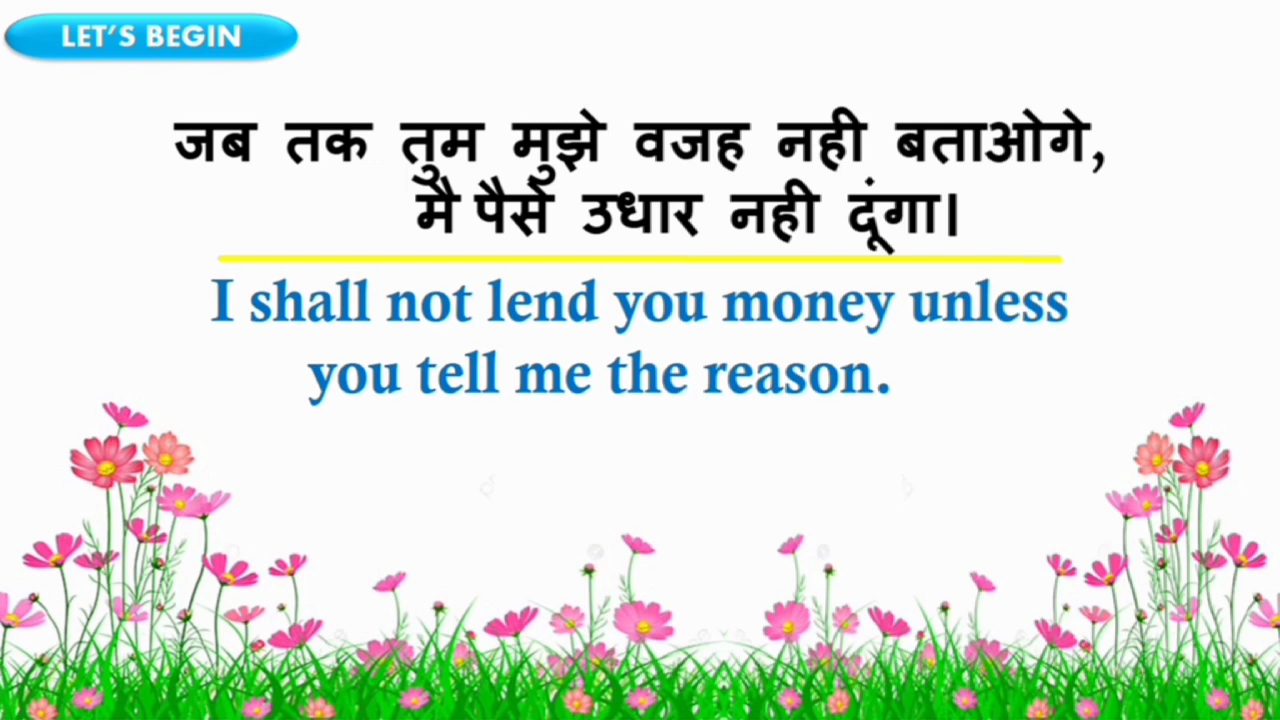 LET'S BEGIN
जब तक तुम मुझे वजह नही बताओगे,
मै पैसे उधार नही दूंगा।
I shall not lend you money unless
you tell me the reason.